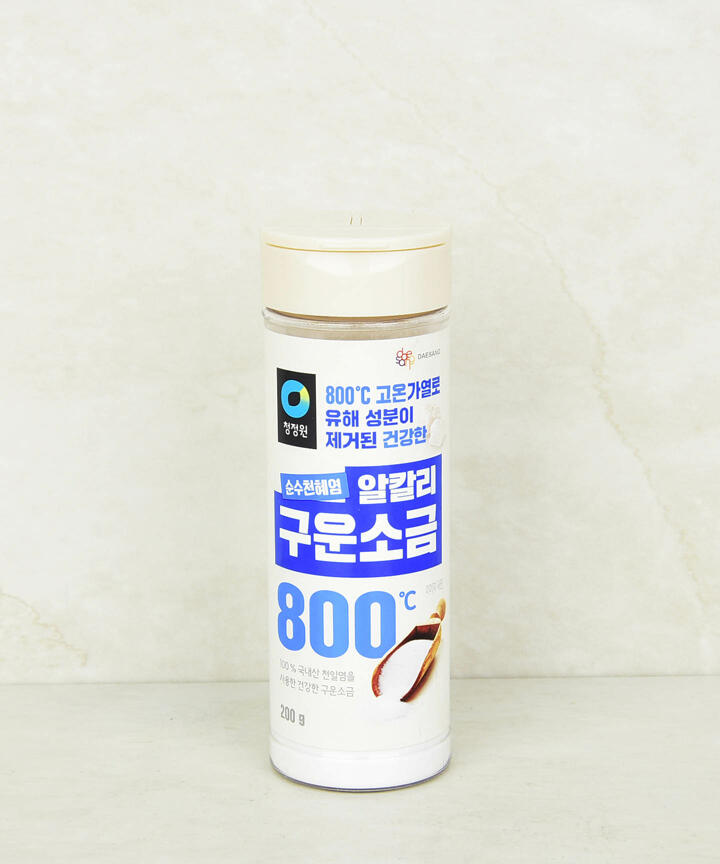 daesang DAESANG
청정원
800℃ 고온가열로
유해 성분이
제거된 건강한
순수천혜염 알칼리
구운소금
800℃
100% 국내산 천일염을
사용한 건강한 구운소금
200 g